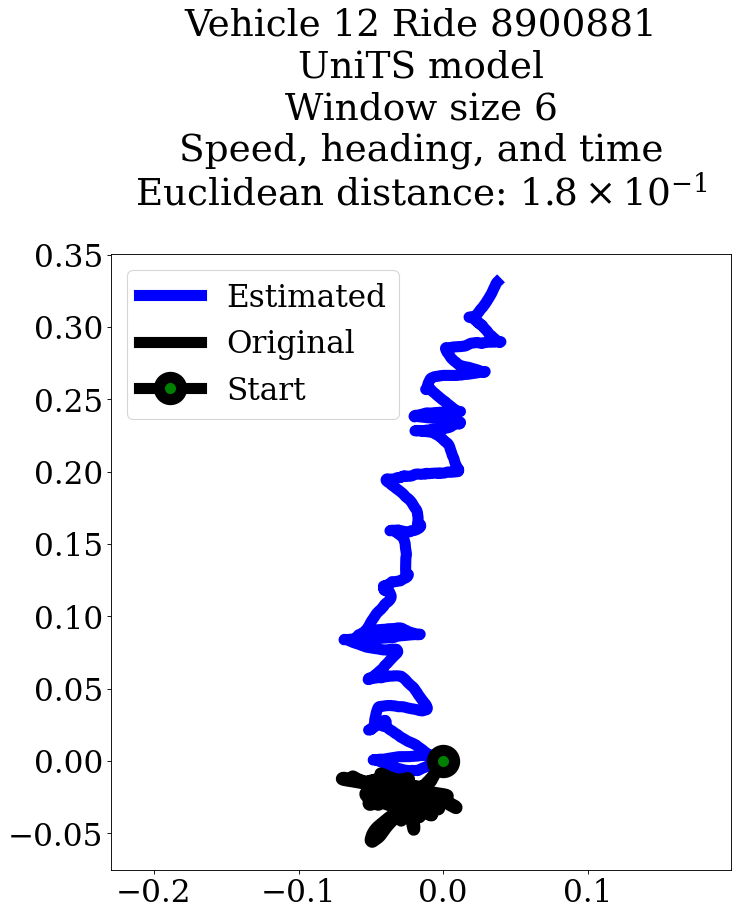 Vehicle 12 Ride 8900881
UniTS model
Window size 6
Speed, heading, and time
Euclidean distance: 1.8 × 10⁻¹
0.35
Estimated
0.30
Original
Start
0.25
0.20
0.15
0.10
0.05
0.00
−0.05
−0.2 −0.1 0.0 0.1